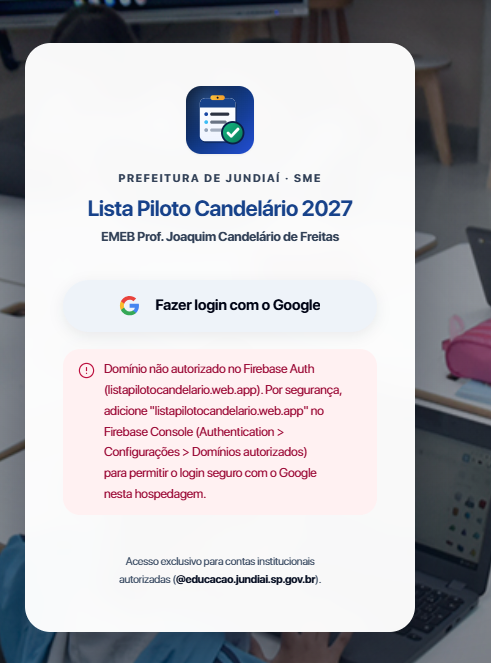 PREFEITURA DE JUNDIAÍ · SME
Lista Piloto Candelário 2027
EMEB Prof. Joaquim Candelário de Freitas
Fazer login com o Google
Domínio não autorizado no Firebase Auth
(listapilotocandelario.web.app). Por segurança,
adicione "listapilotocandelario.web.app" no
Firebase Console (Authentication >
Configurações > Domínios autorizados)
para permitir o login seguro com o Google
nesta hospedagem.
Acesso exclusivo para contas institucionais
autorizadas (@educacao.jundiai.sp.gov.br).